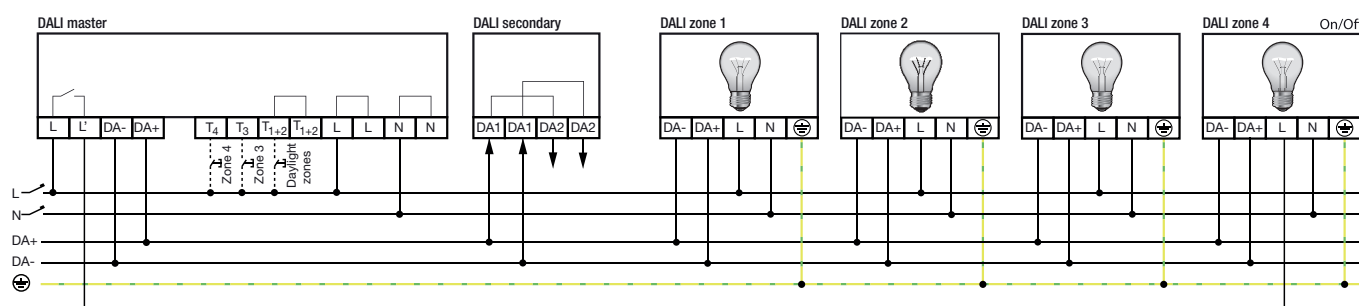 DALI master DALI secondary DALI zone 1 DALI zone 2 DALI zone 3 DALI zone 4 On/Off
L L' DA- DA+ T4 T3 T1+2 T1+2 L L N N DA1 DA1 DA2 DA2 DA- DA+ L N DA- DA+ L N DA- DA+ L N DA- DA+ L N
Zone 4
Zone 3
Daylight
zones
L
N
DA+
DA-